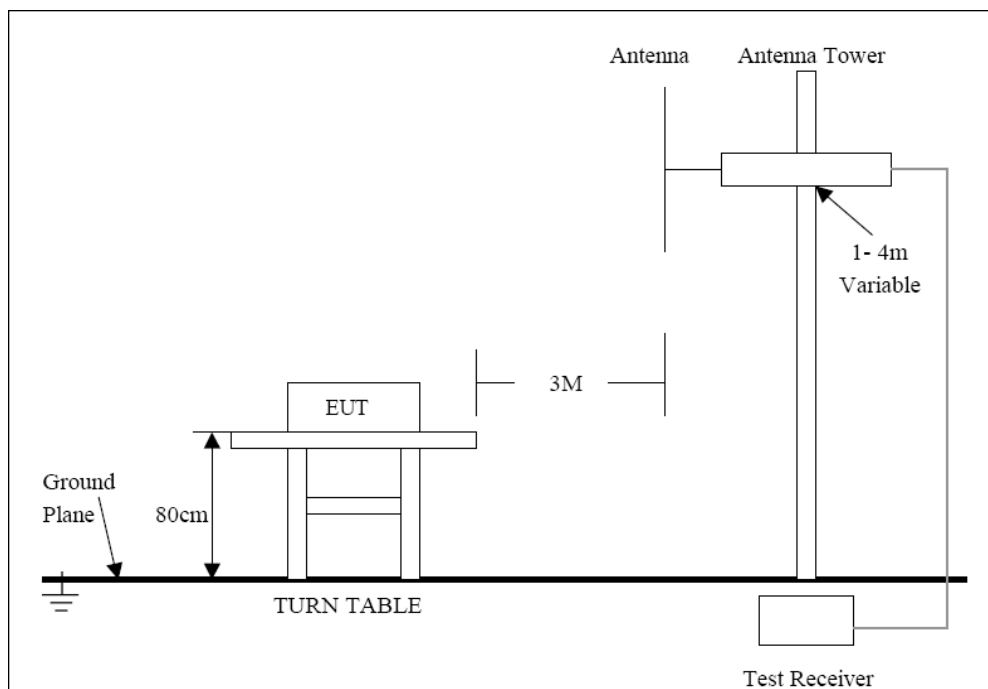 Antenna
Antenna Tower
1- 4m
Variable
3M
EUT
Ground
Plane
80cm
TURN TABLE
Test Receiver